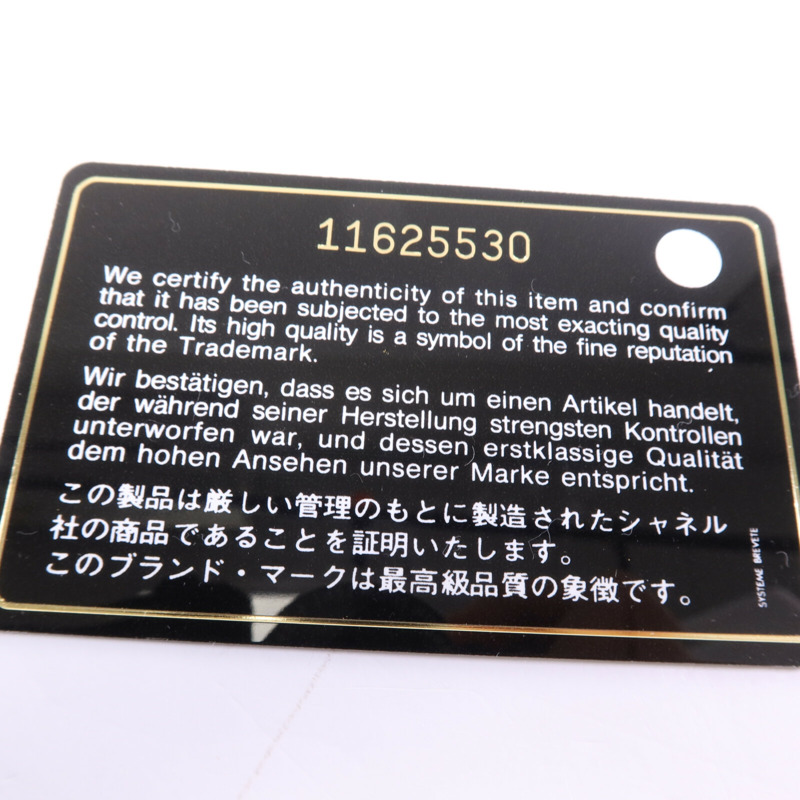 11625530
We certify the authenticity of this item and confirm
that it has been subjected to the most exacting quality
control. Its high quality is a symbol of the fine reputation
of the Trademark.
Wir bestätigen, dass es sich um einen Artikel handelt,
der während seiner Herstellung strengsten Kontrollen
unterworfen war, und dessen erstklassige Qualität
dem hohen Ansehen unserer Marke entspricht.
この製品は厳しい管理のもとに製造されたシャネル
社の商品であることを証明いたします。
このブランド・マークは最高級品質の象徴です。
SYSTEME BREVETE